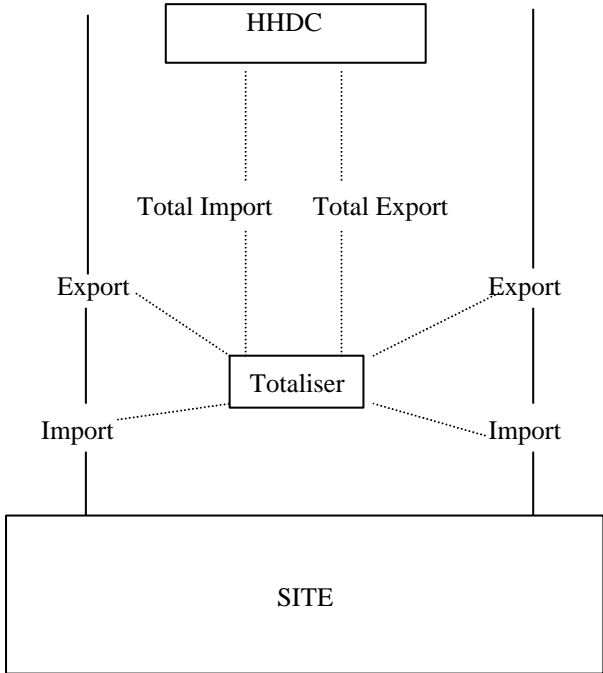 HHDC
Total Import Total Export
Export Export
Totaliser
Import Import
SITE